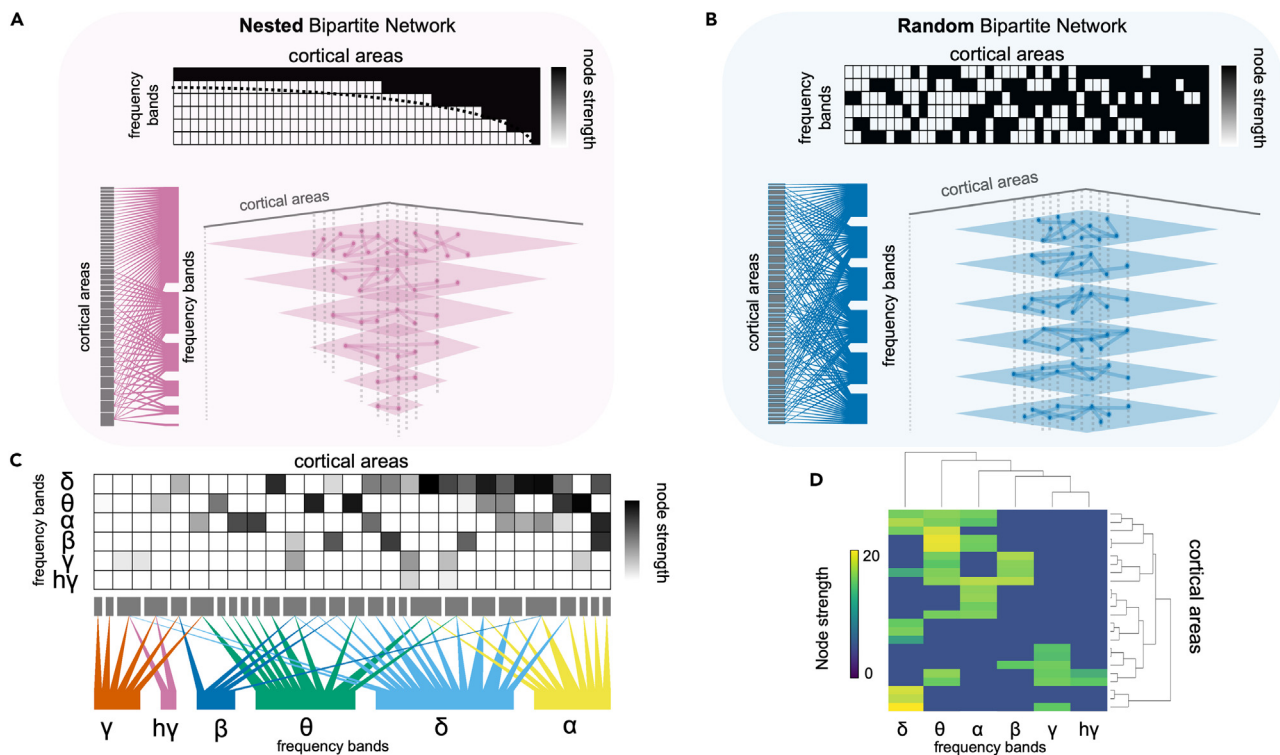 A
Nested Bipartite Network
cortical areas
frequency
bands
node strength
cortical areas
frequency bands
cortical areas
B
Random Bipartite Network
cortical areas
frequency
bands
node strength
cortical areas
frequency bands
cortical areas
C
cortical areas
frequency bands
δ
θ
α
β
γ
hγ
node strength
γ hγ β θ δ α
frequency bands
D
Node strength
20
0
cortical areas
δ θ α β γ hγ
frequency bands